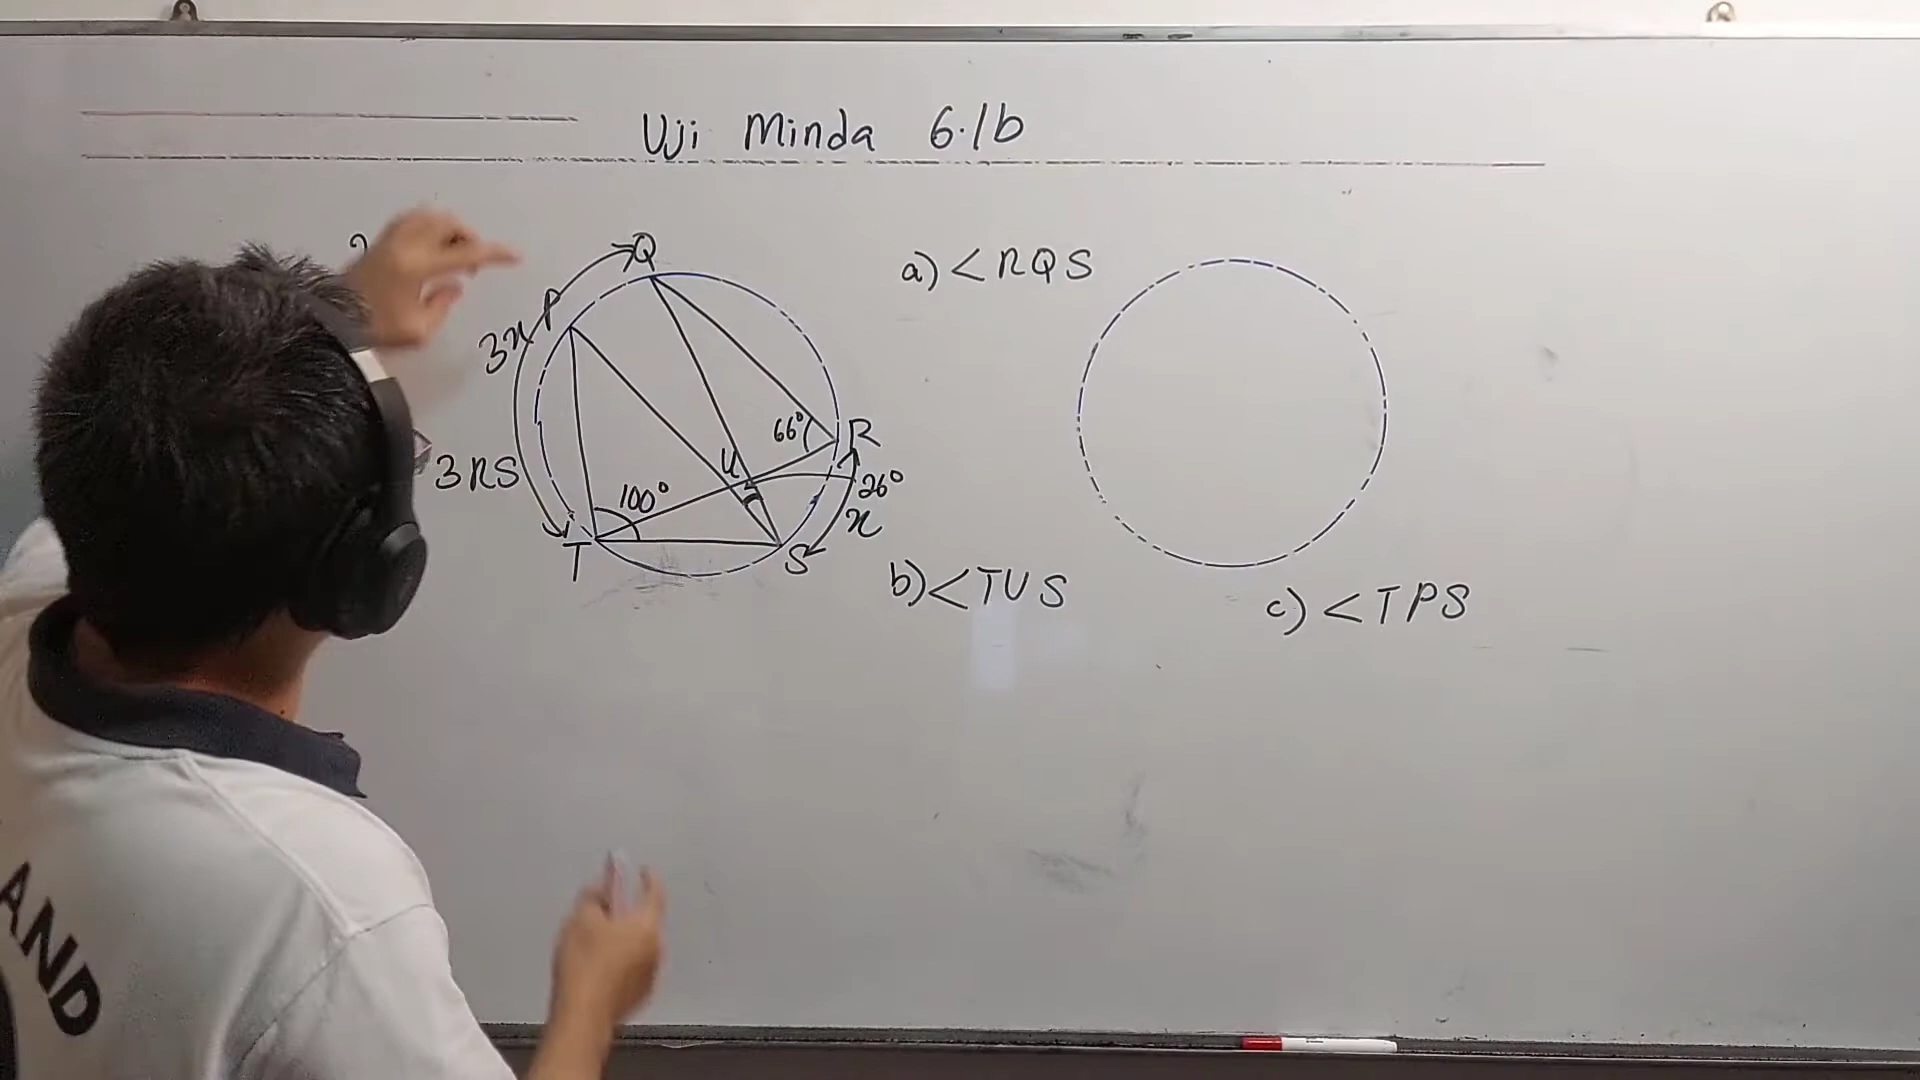 Uji Minda 6.1b
Q
a) <RQS
P
3x
66°
R
U
3RS
100°
26°
x
T
S
b) <TUS
c) <TPS
AND